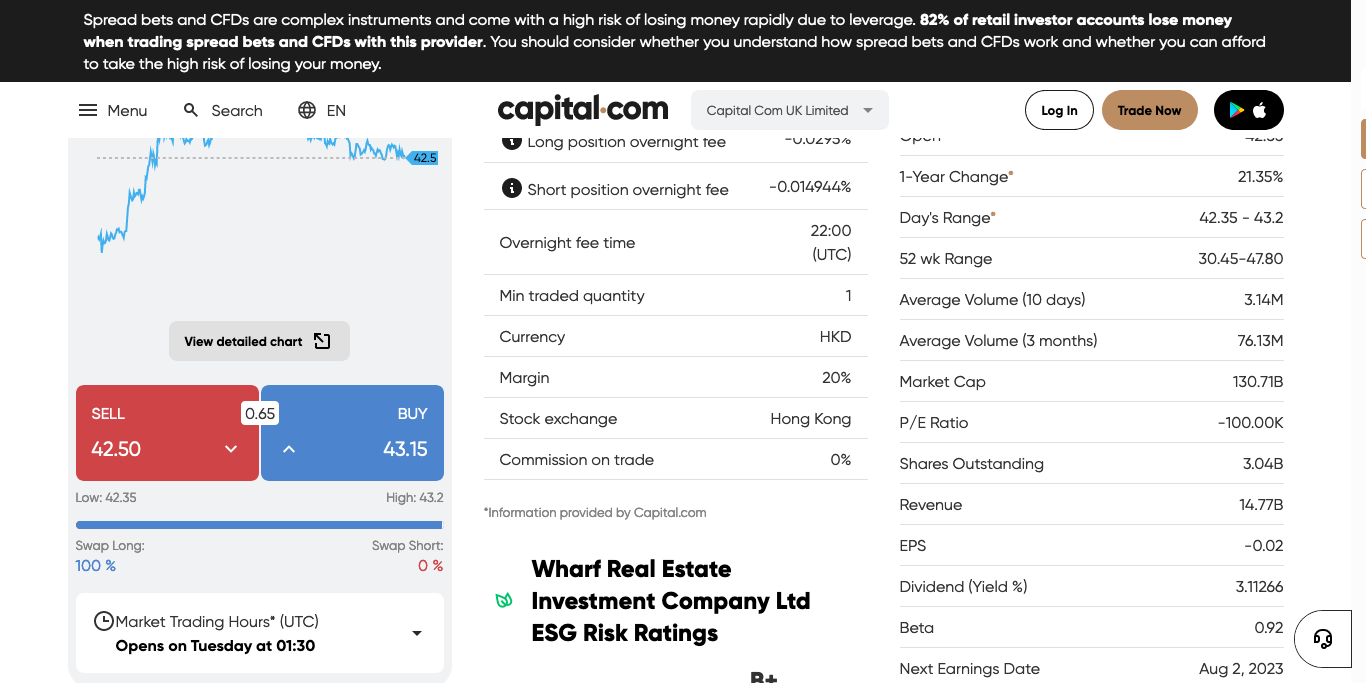 Spread bets and CFDs are complex instruments and come with a high risk of losing money rapidly due to leverage. 82% of retail investor accounts lose money
when trading spread bets and CFDs with this provider. You should consider whether you understand how spread bets and CFDs work and whether you can afford
to take the high risk of losing your money.
Menu
Search
EN
capital.com
Capital Com UK Limited
Log In
Trade Now
42.5
View detailed chart
SELL
42.50
0.65
BUY
43.15
Low: 42.35
High: 43.2
Swap Long:
100 %
Swap Short:
0 %
Market Trading Hours* (UTC)
Opens on Tuesday at 01:30
Long position overnight fee
-0.0295%
Short position overnight fee
-0.014944%
Overnight fee time
22:00
(UTC)
Min traded quantity
1
Currency
HKD
Margin
20%
Stock exchange
Hong Kong
Commission on trade
0%
*Information provided by Capital.com
Wharf Real Estate
Investment Company Ltd
ESG Risk Ratings
B+
Open
1-Year Change*
21.35%
Day's Range*
42.35 - 43.2
52 wk Range
30.45-47.80
Average Volume (10 days)
3.14M
Average Volume (3 months)
76.13M
Market Cap
130.71B
P/E Ratio
-100.00K
Shares Outstanding
3.04B
Revenue
14.77B
EPS
-0.02
Dividend (Yield %)
3.11266
Beta
0.92
Next Earnings Date
Aug 2, 2023